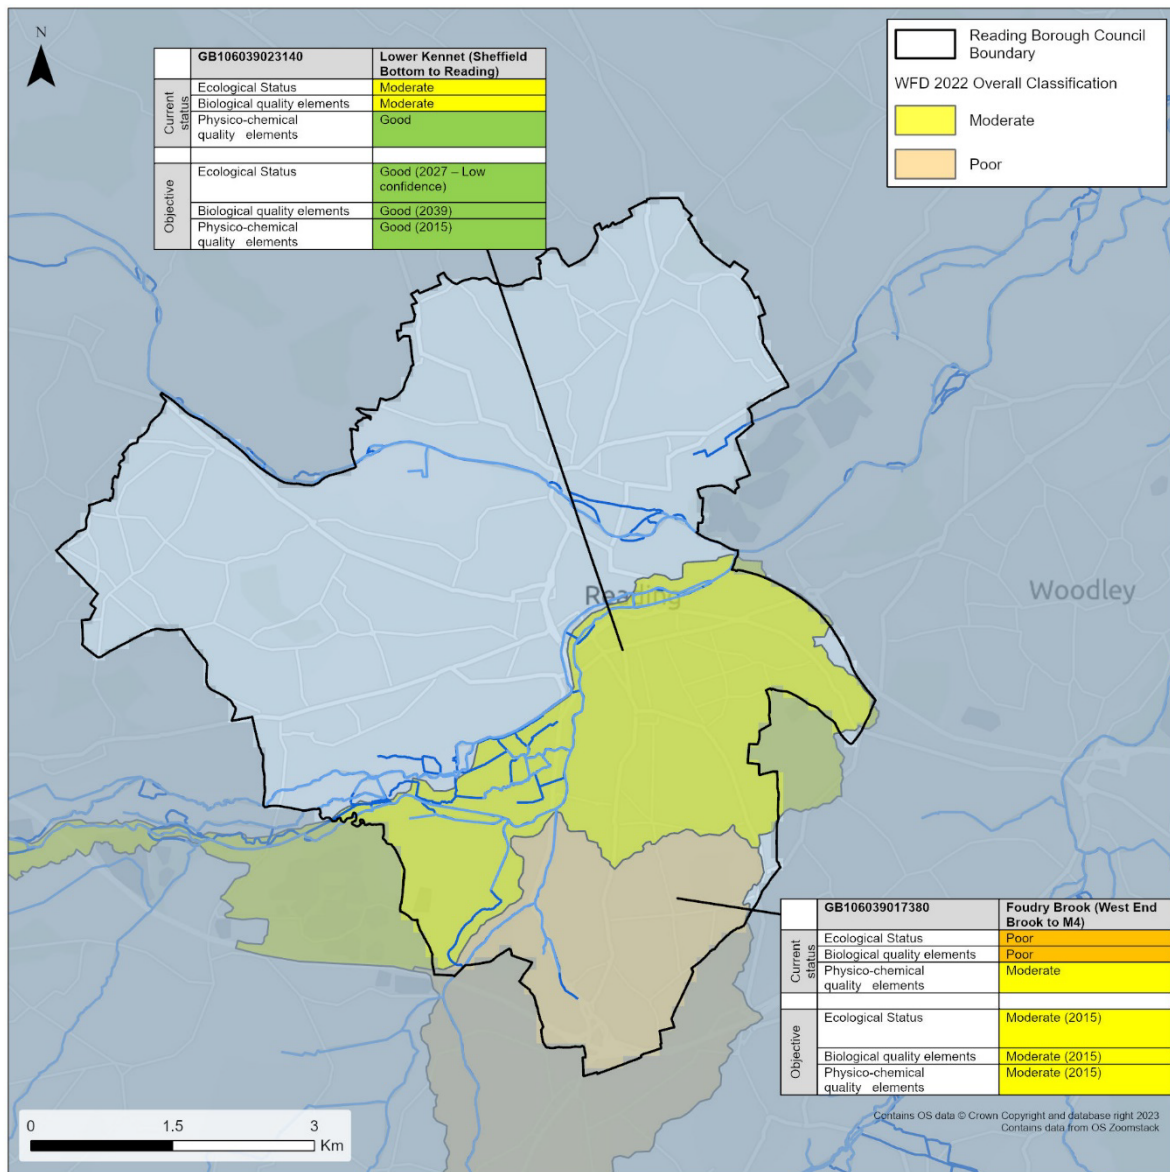 N
GB106039023140
Lower Kennet (Sheffield
Bottom to Reading)
Current
status
Ecological Status
Moderate
Biological quality elements
Moderate
Physico-chemical
quality elements
Good
Objective
Ecological Status
Good (2027 – Low
confidence)
Biological quality elements
Good (2039)
Physico-chemical
quality elements
Good (2015)
Reading Borough Council
Boundary
WFD 2022 Overall Classification
Moderate
Poor
Reading
Woodley
GB106039017380
Foudry Brook (West End
Brook to M4)
Current
status
Ecological Status
Poor
Biological quality elements
Poor
Physico-chemical
quality elements
Moderate
Objective
Ecological Status
Moderate (2015)
Biological quality elements
Moderate (2015)
Physico-chemical
quality elements
Moderate (2015)
0 1.5 3
Km
Contains OS data © Crown Copyright and database right 2023
Contains data from OS Zoomstack